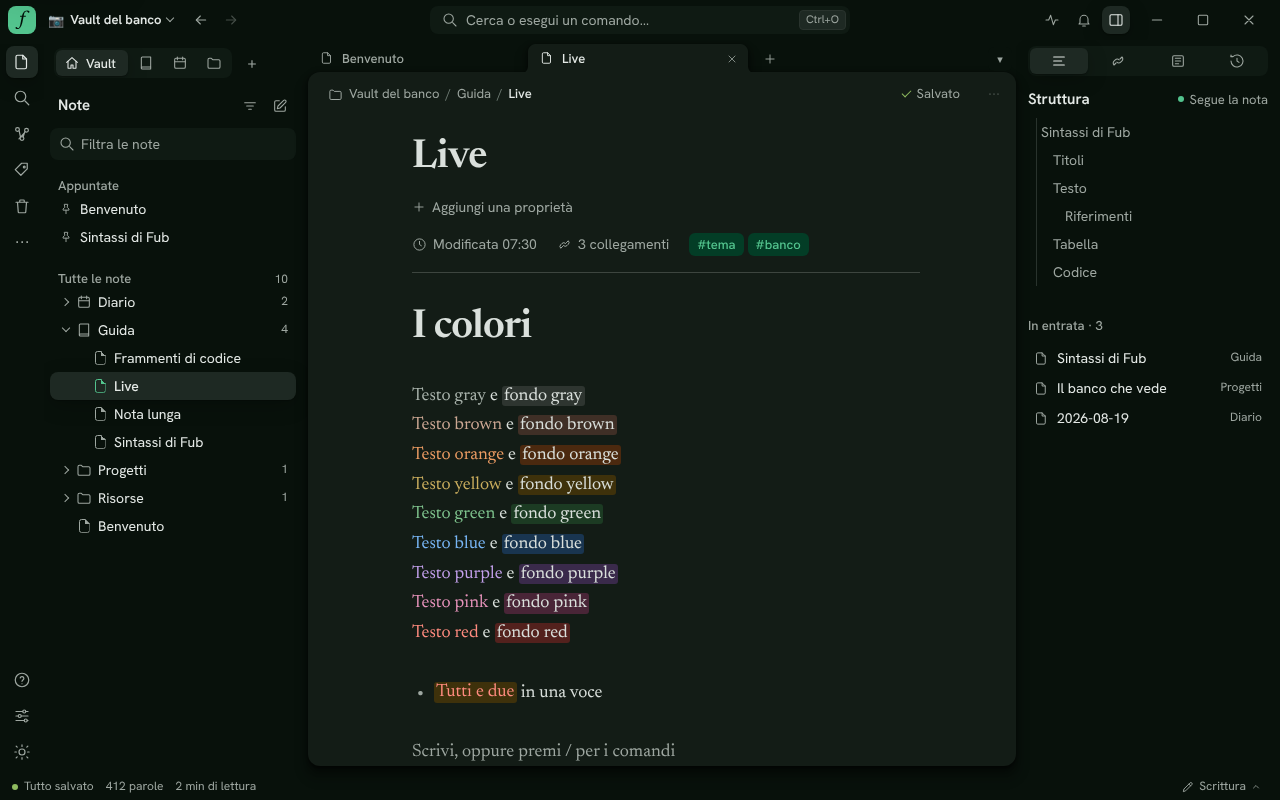 f
Vault del banco
Cerca o esegui un comando…
Ctrl+O
Vault
Note
Filtra le note
Appuntate
Benvenuto
Sintassi di Fub
Tutte le note 10
Diario 2
Guida 4
Frammenti di codice
Live
Nota lunga
Sintassi di Fub
Progetti 1
Risorse 1
Benvenuto
Benvenuto
Live
Vault del banco / Guida / Live
Salvato
Live
Aggiungi una proprietà
Modificata 07:30 3 collegamenti #tema #banco
I colori
Testo gray e fondo gray
Testo brown e fondo brown
Testo orange e fondo orange
Testo yellow e fondo yellow
Testo green e fondo green
Testo blue e fondo blue
Testo purple e fondo purple
Testo pink e fondo pink
Testo red e fondo red
• Tutti e due in una voce
Scrivi, oppure premi / per i comandi
Struttura
Segue la nota
Sintassi di Fub
Titoli
Testo
Riferimenti
Tabella
Codice
In entrata · 3
Sintassi di Fub Guida
Il banco che vede Progetti
2026-08-19 Diario
Tutto salvato 412 parole 2 min di lettura
Scrittura